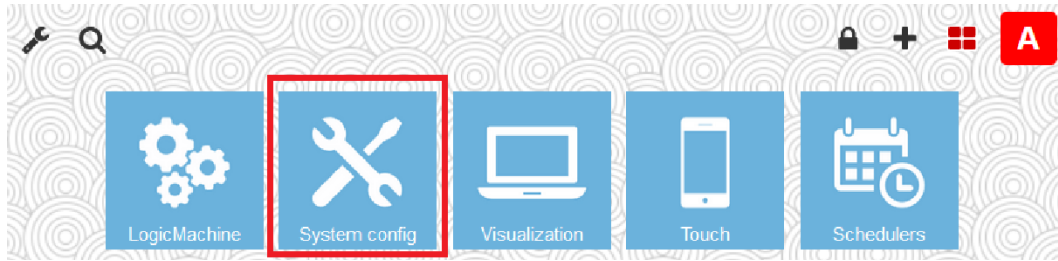 A
LogicMachine
System config
Visualization
Touch
Schedulers